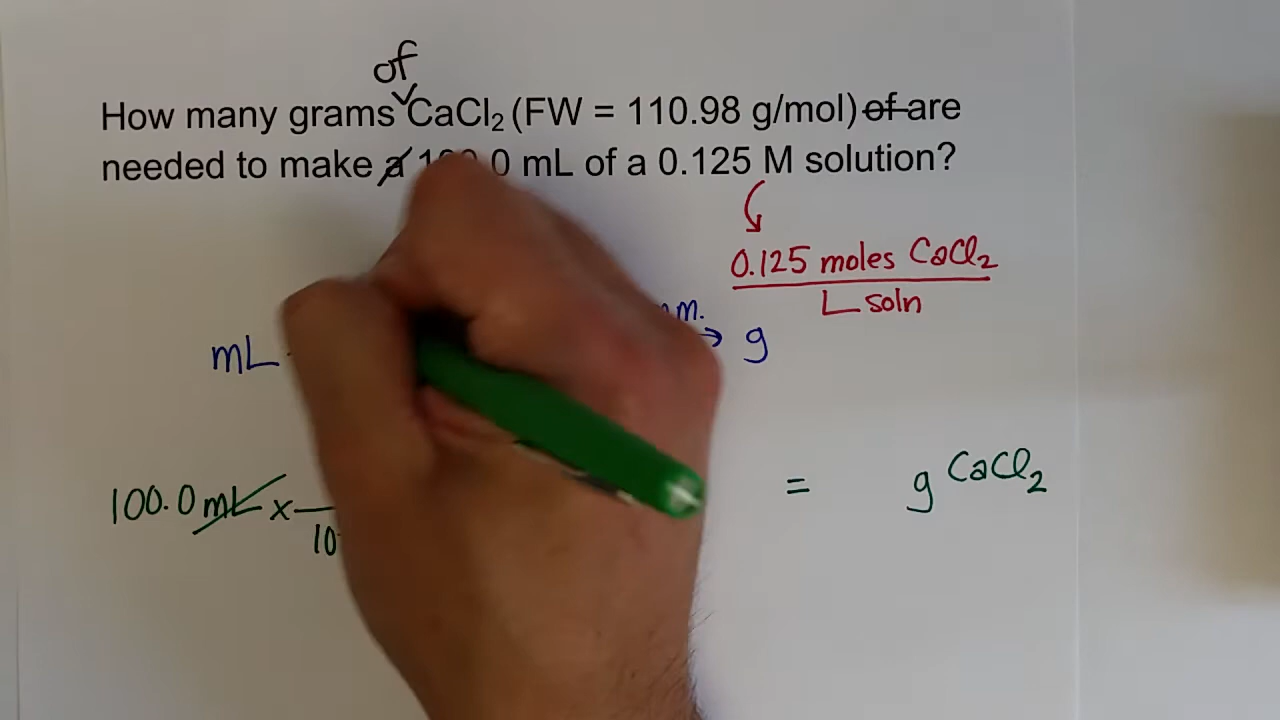 of
How many grams CaCl₂ (FW = 110.98 g/mol) of are
needed to make a 100.0 mL of a 0.125 M solution?
0.125 moles CaCl₂
L soln
mL g
100.0 mL x = g CaCl₂
10